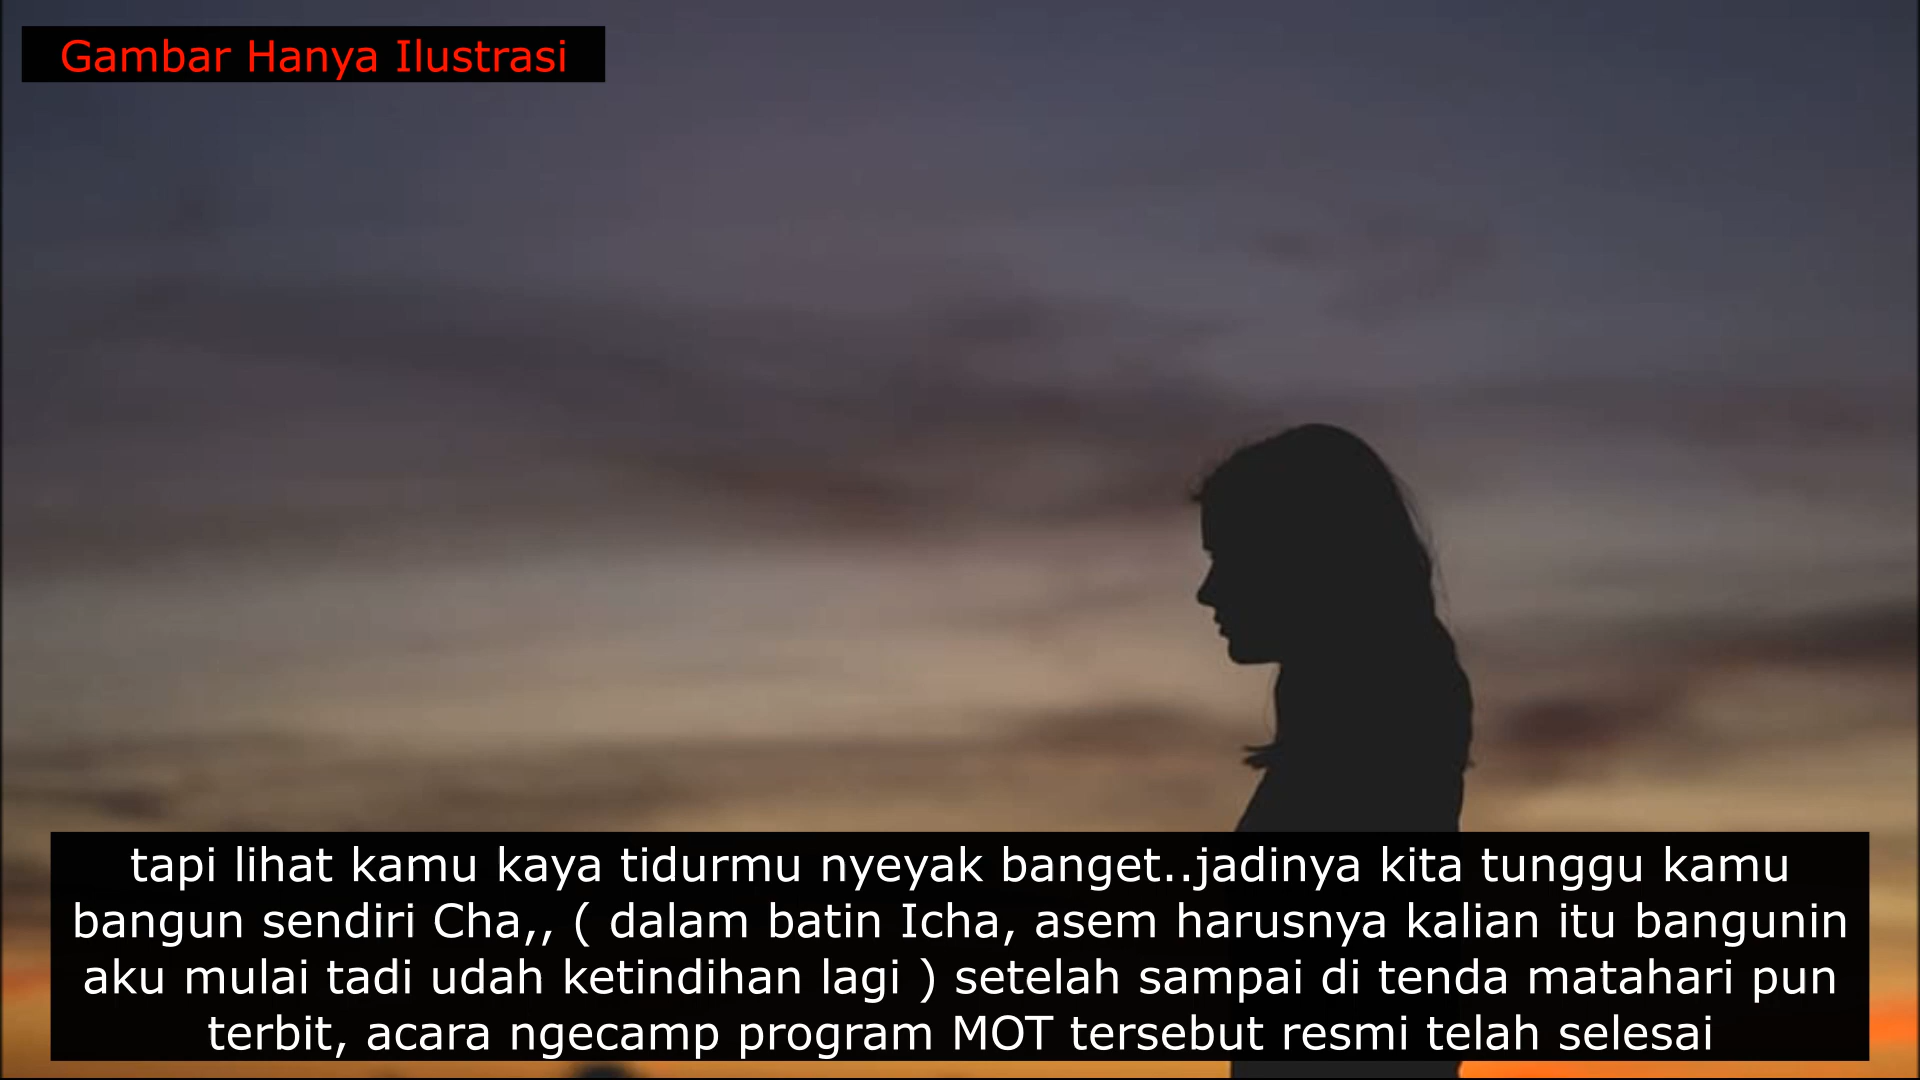 Gambar Hanya Ilustrasi
tapi lihat kamu kaya tidurmu nyeyak banget..jadinya kita tunggu kamu
bangun sendiri Cha,, ( dalam batin Icha, asem harusnya kalian itu bangunin
aku mulai tadi udah ketindihan lagi ) setelah sampai di tenda matahari pun
terbit, acara ngecamp program MOT tersebut resmi telah selesai